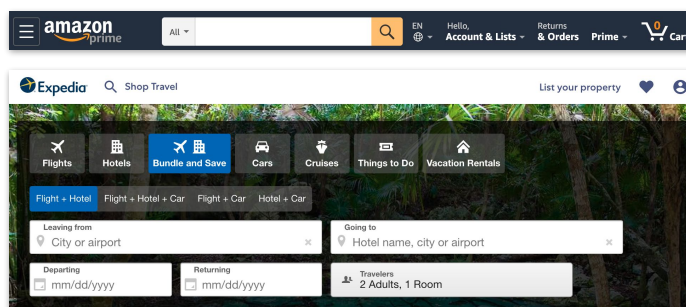 amazon
prime
All
EN
Hello,
Account & Lists
Returns
& Orders
Prime
0
Cart
Expedia
Shop Travel
List your property
Flights
Hotels
Bundle and Save
Cars
Cruises
Things to Do
Vacation Rentals
Flight + Hotel
Flight + Hotel + Car
Flight + Car
Hotel + Car
Leaving from
City or airport
Going to
Hotel name, city or airport
Departing
mm/dd/yyyy
Returning
mm/dd/yyyy
Travelers
2 Adults, 1 Room